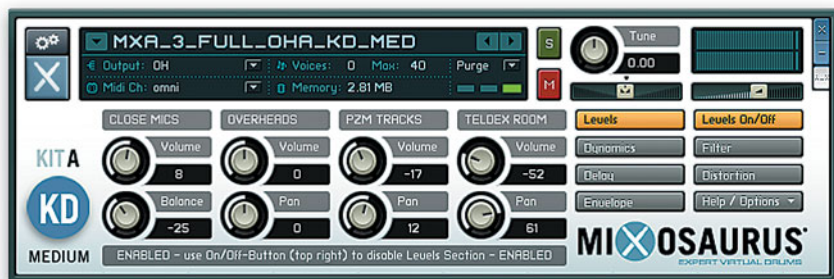 MXA_3_FULL_OHA_KD_MED
S
Tune
0.00
Output: OH
Voices: 0 Max: 40
Purge
Midi Ch: omni
Memory: 2.81 MB
M
CLOSE MICS
OVERHEADS
PZM TRACKS
TELDEX ROOM
Levels
Levels On/Off
KIT A
Volume
Volume
Volume
Volume
8
0
-17
-52
Dynamics
Filter
Delay
Distortion
KD
Balance
Pan
Pan
Pan
-25
0
12
61
Envelope
Help / Options
MEDIUM
ENABLED - use On/Off-Button (top right) to disable Levels Section - ENABLED
MIXOSAURUS
EXPERT VIRTUAL DRUMS